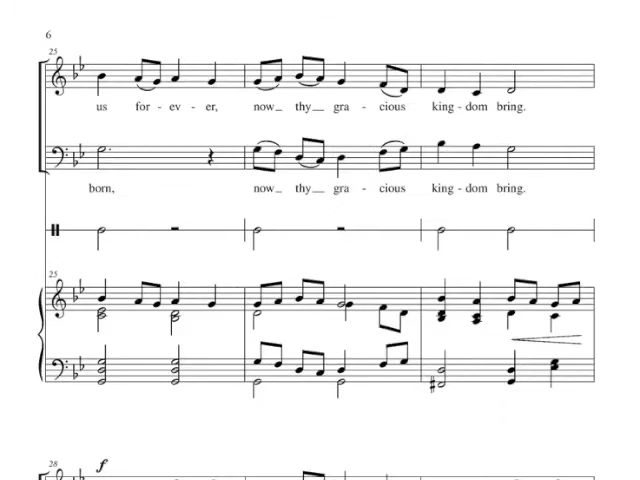 6
25
us for- ev- er, now_ thy_ gra - cious king- dom bring.
born, now_ thy_ gra - cious king- dom bring.
25
28
f